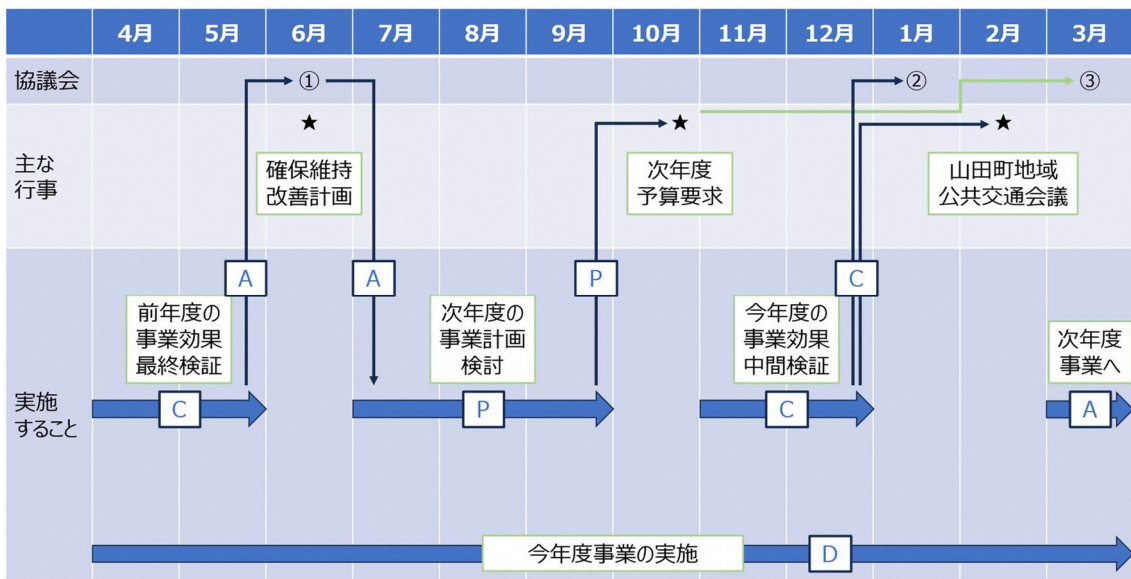 4月 5月 6月 7月 8月 9月 10月 11月 12月 1月 2月 3月
協議会 ① ② ③
主な
行事
★ ★ ★
確保維持
改善計画
次年度
予算要求
山田町地域
公共交通会議
A A P C
実施
すること
前年度の
事業効果
最終検証
次年度の
事業計画
検討
今年度の
事業効果
中間検証
次年度
事業へ
C P C A
今年度事業の実施 D